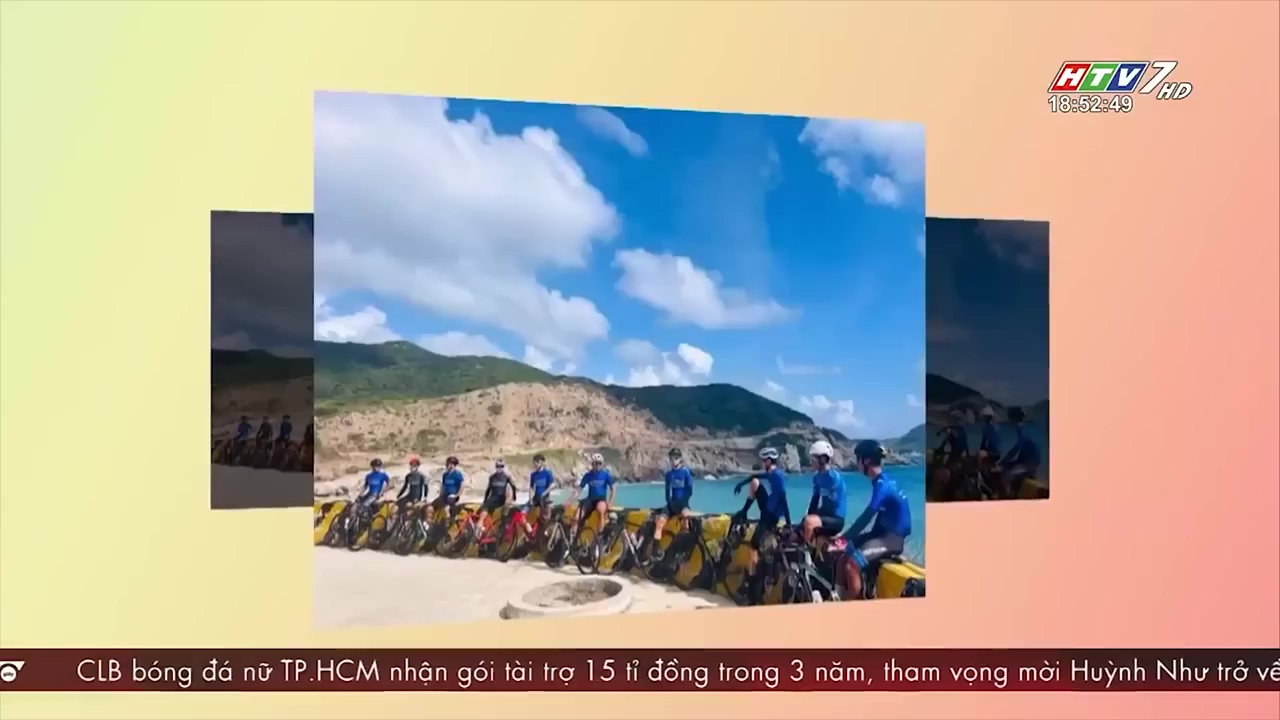 HTV7 HD
18:52:49
CLB bóng đá nữ TP.HCM nhận gói tài trợ 15 tỉ đồng trong 3 năm, tham vọng mời Huỳnh Như trở về